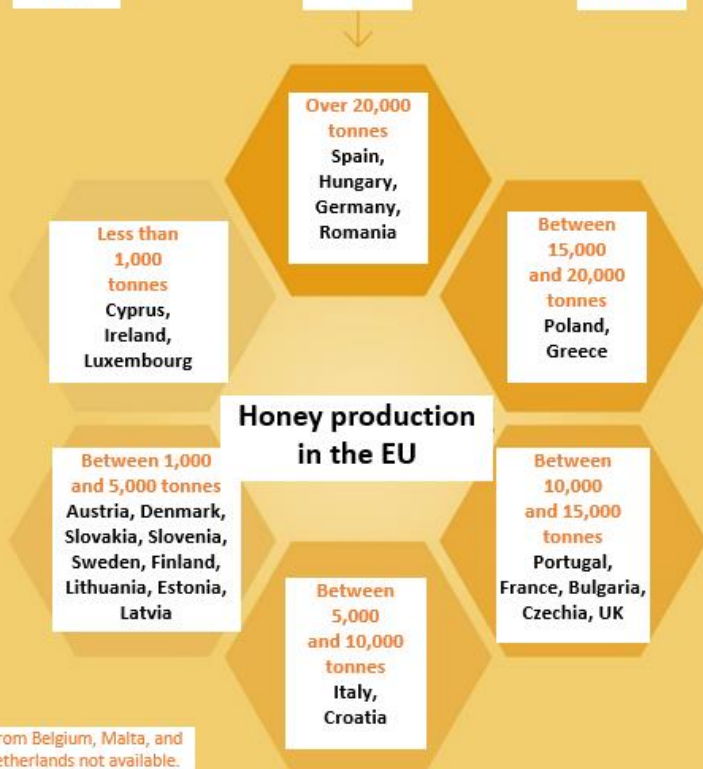 Over 20,000
tonnes
Spain,
Hungary,
Germany,
Romania
Between
15,000
and 20,000
tonnes
Poland,
Greece
Between
10,000
and 15,000
tonnes
Portugal,
France, Bulgaria,
Czechia, UK
Between
5,000
and 10,000
tonnes
Italy,
Croatia
Between 1,000
and 5,000 tonnes
Austria, Denmark,
Slovakia, Slovenia,
Sweden, Finland,
Lithuania, Estonia,
Latvia
Less than
1,000
tonnes
Cyprus,
Ireland,
Luxembourg
Honey production
in the EU
rom Belgium, Malta, and
etherlands not available.